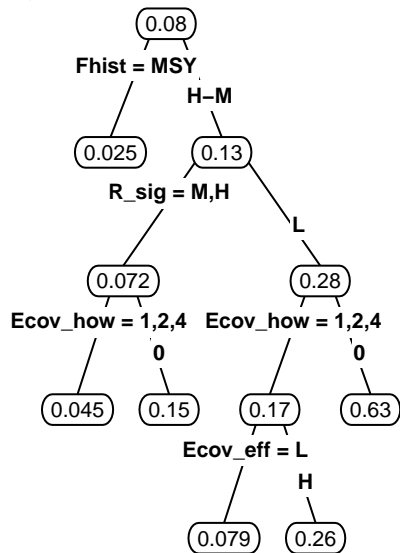 0.08
Fhist = MSY
H−M
0.025
0.13
R_sig = M,H
L
0.072
0.28
Ecov_how = 1,2,4
Ecov_how = 1,2,4
0
0
0.045
0.15
0.17
0.63
Ecov_eff = L
H
0.079
0.26